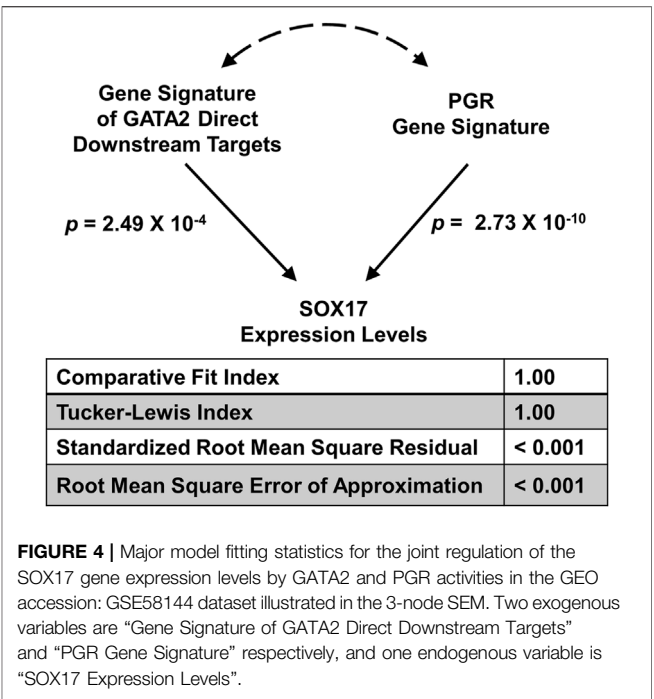 Gene Signature
of GATA2 Direct
Downstream Targets
PGR
Gene Signature
p = 2.49 X 10-4
p = 2.73 X 10-10
SOX17
Expression Levels
Comparative Fit Index 1.00
Tucker-Lewis Index 1.00
Standardized Root Mean Square Residual < 0.001
Root Mean Square Error of Approximation < 0.001
FIGURE 4 | Major model fitting statistics for the joint regulation of the
SOX17 gene expression levels by GATA2 and PGR activities in the GEO
accession: GSE58144 dataset illustrated in the 3-node SEM. Two exogenous
variables are “Gene Signature of GATA2 Direct Downstream Targets”
and “PGR Gene Signature” respectively, and one endogenous variable is
“SOX17 Expression Levels”.